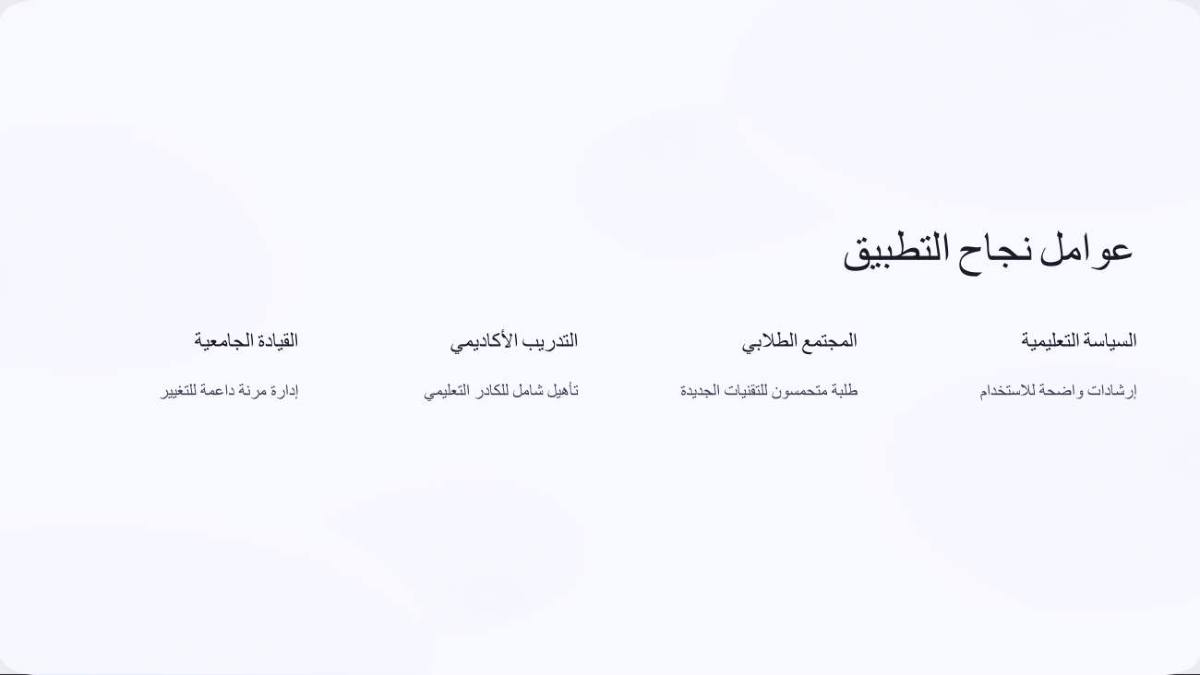 عوامل نجاح التطبيق
السياسة التعليمية
إرشادات واضحة للاستخدام
المجتمع الطلابي
طلبة متحمسون للتقنيات الجديدة
التدريب الأكاديمي
تأهيل شامل للكادر التعليمي
القيادة الجامعية
إدارة مرنة داعمة للتغيير